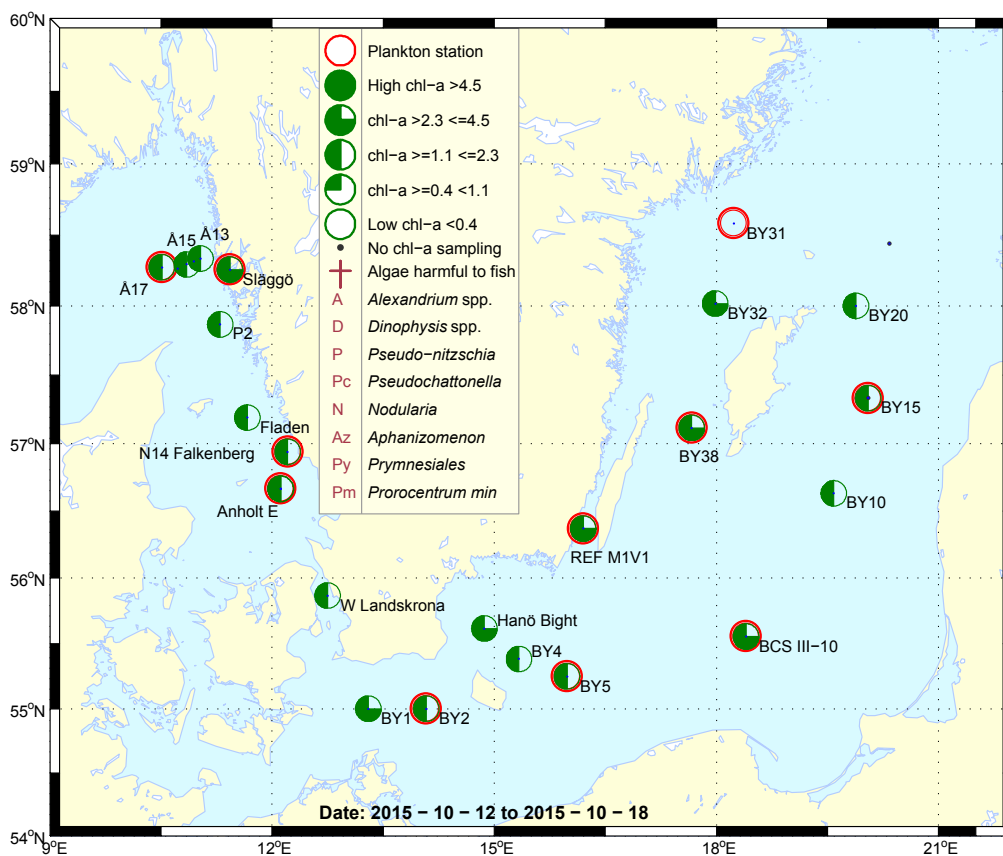 60°N
59°N
58°N
57°N
56°N
55°N
54°N
9°E
12°E
15°E
18°E
21°E
Plankton station
High chl−a >4.5
chl−a >2.3 <=4.5
chl−a >=1.1 <=2.3
chl−a >=0.4 <1.1
Low chl−a <0.4
No chl−a sampling
Algae harmful to fish
A Alexandrium spp.
D Dinophysis spp.
P Pseudo−nitzschia
Pc Pseudochattonella
N Nodularia
Az Aphanizomenon
Py Prymnesiales
Pm Prorocentrum min
Å13
Å15
Å17
Släggö
P2
Fladen
N14 Falkenberg
Anholt E
W Landskrona
Hanö Bight
BY4
BY5
BY1
BY2
BY31
BY32
BY20
BY15
BY38
BY10
REF M1V1
BCS III−10
Date: 2015 − 10 − 12 to 2015 − 10 − 18